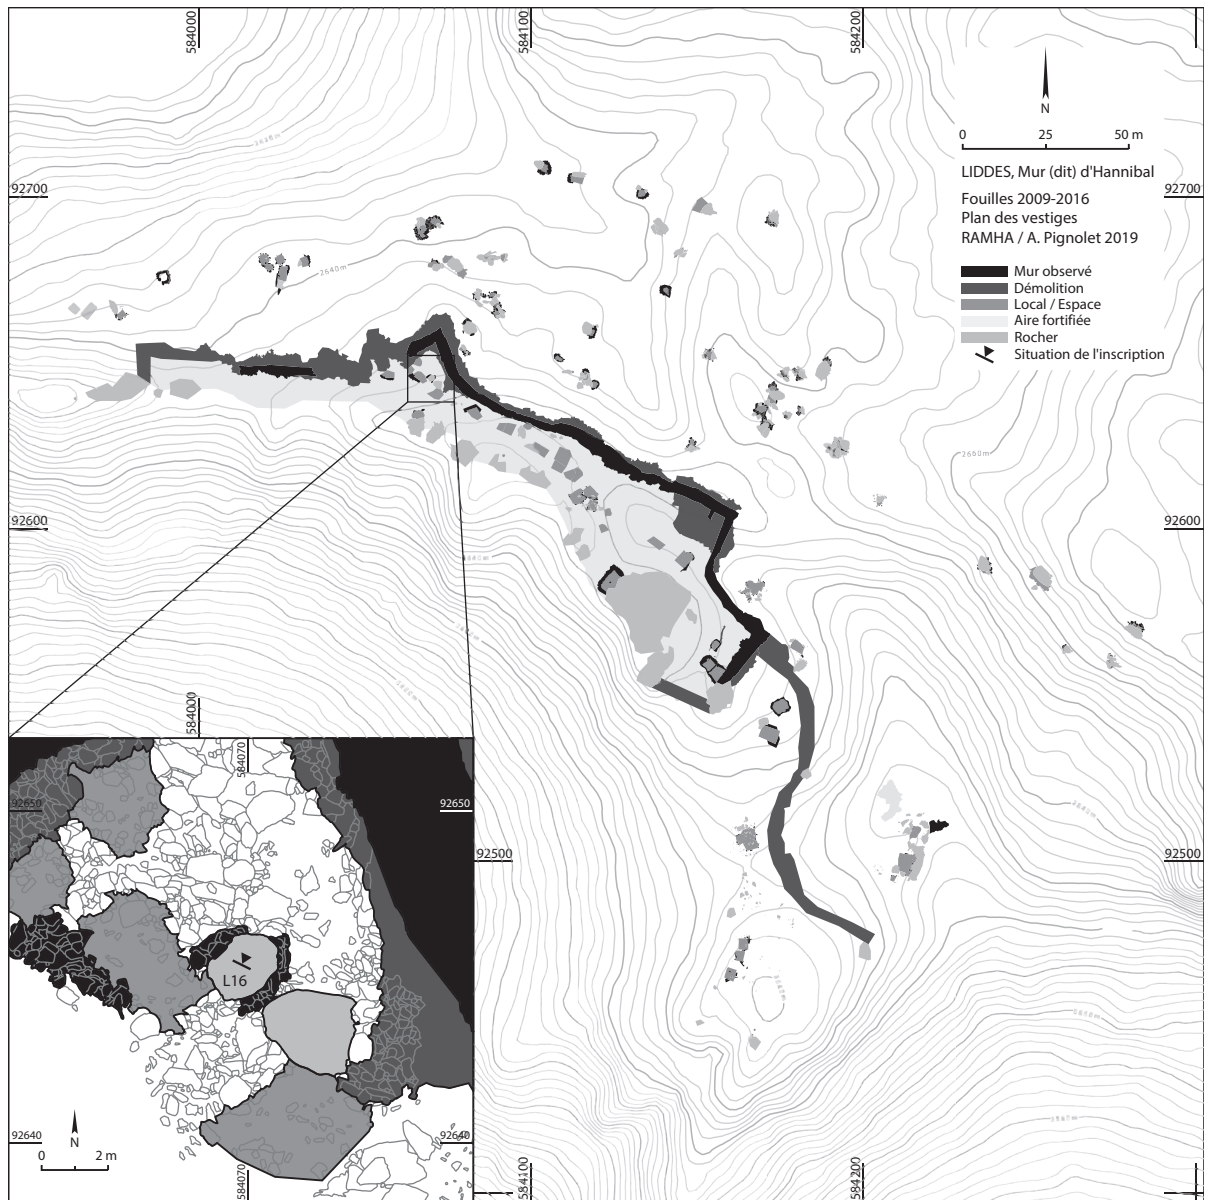 584000
584100
584200
N
0 25 50 m
LIDDES, Mur (dit) d'Hannibal
Fouilles 2009-2016
Plan des vestiges
RAMHA / A. Pignolet 2019
Mur observé
Démolition
Local / Espace
Aire fortifiée
Rocher
Situation de l'inscription
92700
92700
2640m
2660m
92600
92600
584000
92500
92500
584070
92650
92650
L16
N
0 2 m
92640
92640
584070
584100
584200